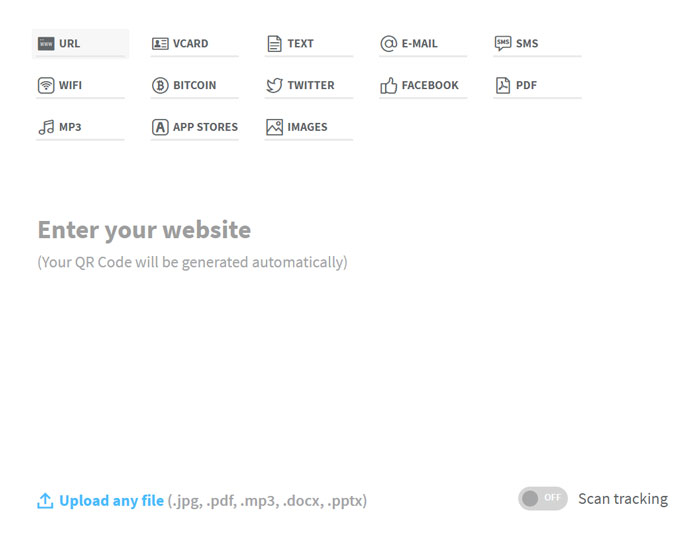 URL VCARD TEXT E-MAIL SMS SMS
WIFI BITCOIN TWITTER FACEBOOK PDF
MP3 A APP STORES IMAGES
Enter your website
(Your QR Code will be generated automatically)
Upload any file (.jpg, .pdf, .mp3, .docx, .pptx) OFF Scan tracking